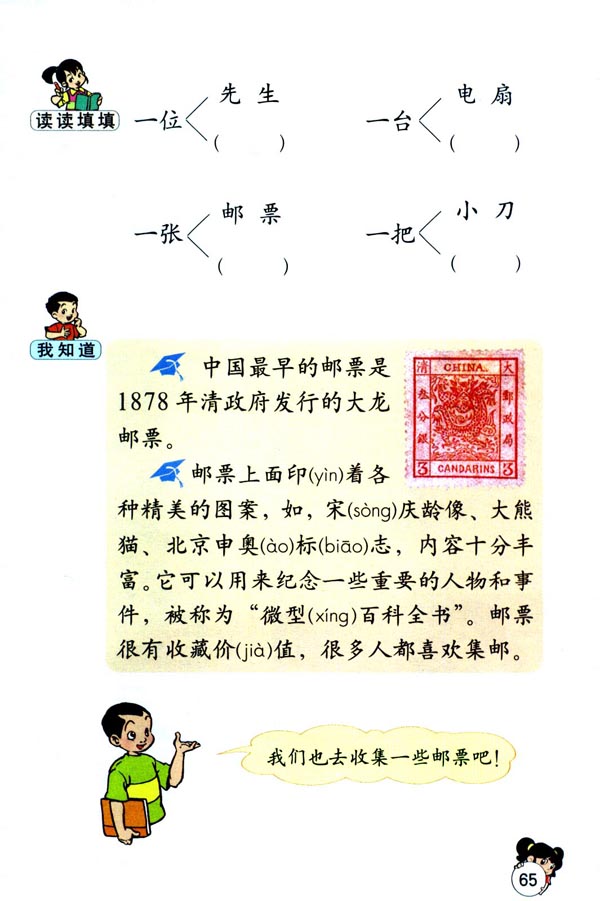 读读填填
一位 先生
( )
一台 电扇
( )
一张 邮票
( )
一把 小刀
( )
我知道
中国最早的邮票是
1878年清政府发行的大龙
邮票。
清 CHINA 大
叁分銀 郵政局
3 CANDARINS 3
邮票上面印(yìn)着各
种精美的图案，如，宋(sòng)庆龄像、大熊
猫、北京申奥(ào)标(biāo)志，内容十分丰
富。它可以用来纪念一些重要的人物和事
件，被称为“微型(xíng)百科全书”。邮票
很有收藏价(jià)值，很多人都喜欢集邮。
我们也去收集一些邮票吧！
65